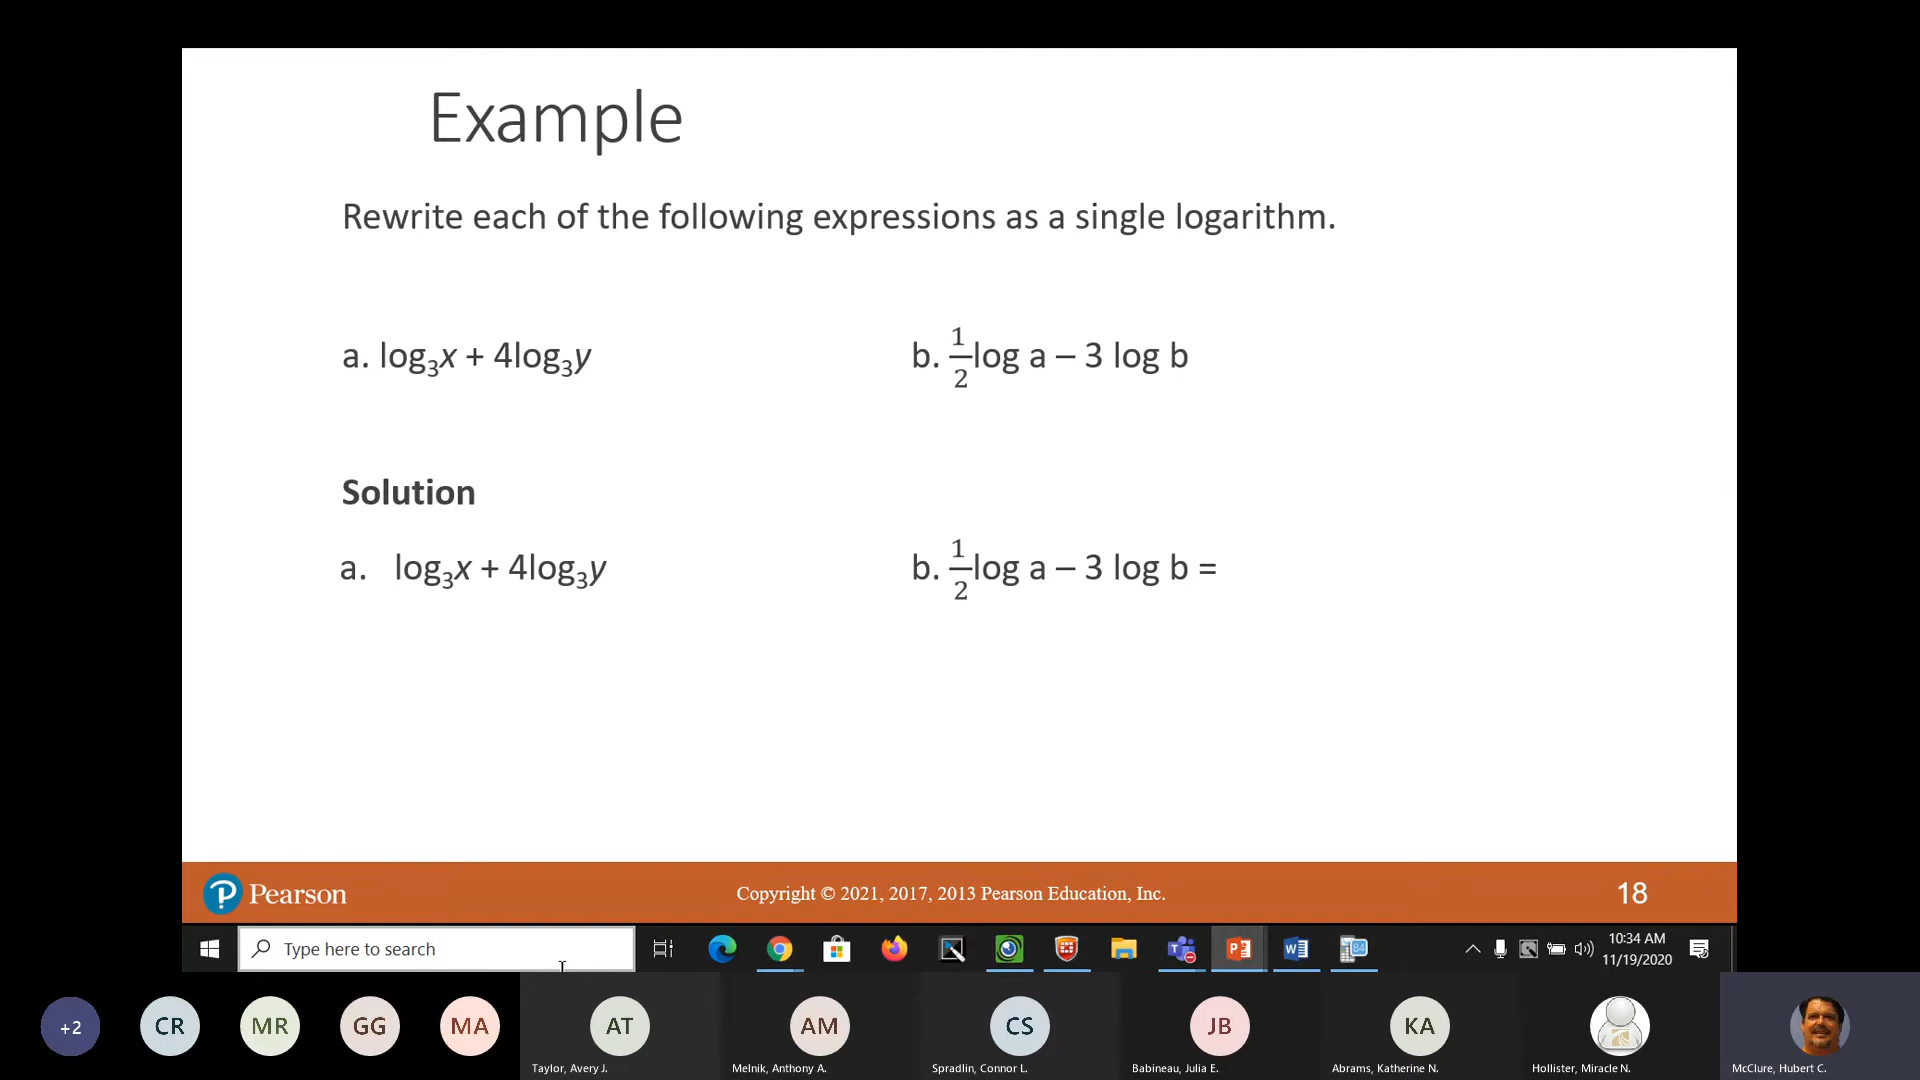 Example
Rewrite each of the following expressions as a single logarithm.
a. log₃x + 4log₃y
b. 1/2 log a – 3 log b
Solution
a. log₃x + 4log₃y
b. 1/2 log a – 3 log b =
Pearson
Copyright © 2021, 2017, 2013 Pearson Education, Inc.
18
Type here to search
10:34 AM
11/19/2020
+2
CR
MR
GG
MA
AT
AM
CS
JB
KA
Taylor, Avery J.
Melnik, Anthony A.
Spradlin, Connor L.
Babineau, Julia E.
Abrams, Katherine N.
Hollister, Miracle N.
McClure, Hubert C.